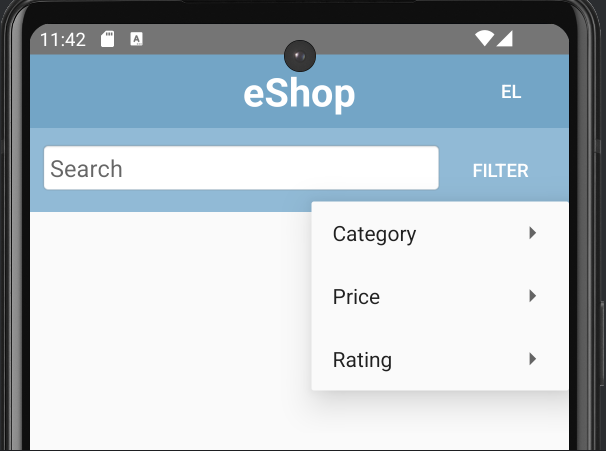 11:42
eShop
EL
Search
FILTER
Category
Price
Rating